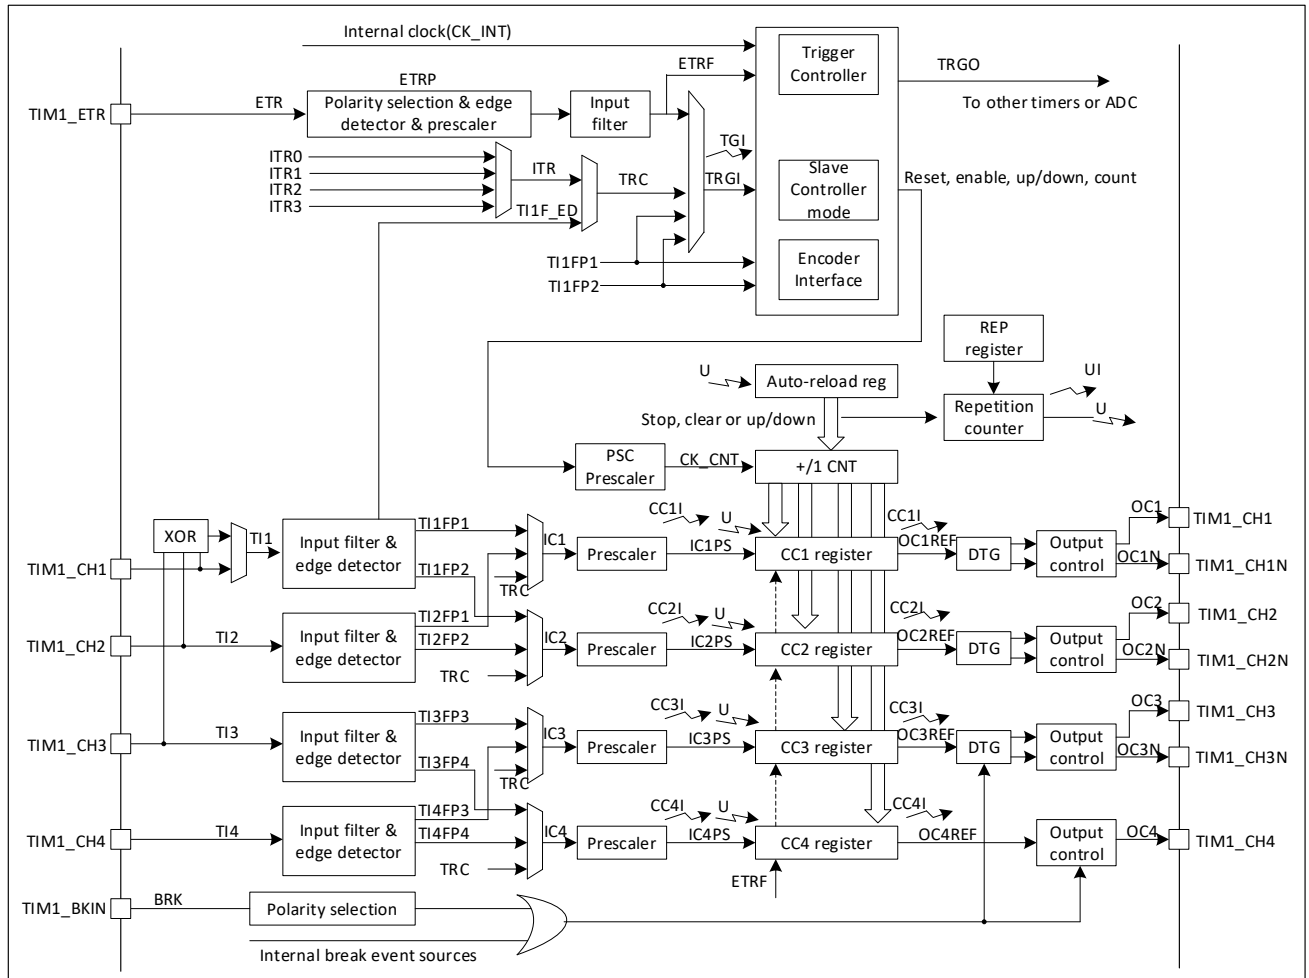 Internal clock(CK_INT)
Trigger
Controller
TRGO
To other timers or ADC
ETRF
ETRP
TIM1_ETR
ETR
Polarity selection & edge
detector & prescaler
Input
filter
TGI
ITR0
ITR1
ITR2
ITR3
ITR
TRC
TRGI
TI1F_ED
Slave
Controller
mode
Reset, enable, up/down, count
TI1FP1
TI1FP2
Encoder
Interface
REP
register
U
Auto-reload reg
UI
Stop, clear or up/down
Repetition
counter
U
PSC
Prescaler
CK_CNT
+/1 CNT
XOR
TI1
TIM1_CH1
Input filter &
edge detector
TI1FP1
TI1FP2
TRC
IC1
Prescaler
IC1PS
CC1I
U
CC1 register
CC1I
OC1REF
DTG
Output
control
OC1
OC1N
TIM1_CH1
TIM1_CH1N
TIM1_CH2
TI2
Input filter &
edge detector
TI2FP1
TI2FP2
TRC
IC2
Prescaler
IC2PS
CC2I
U
CC2 register
CC2I
OC2REF
DTG
Output
control
OC2
OC2N
TIM1_CH2
TIM1_CH2N
TIM1_CH3
TI3
Input filter &
edge detector
TI3FP3
TI3FP4
TRC
IC3
Prescaler
IC3PS
CC3I
U
CC3 register
CC3I
OC3REF
DTG
Output
control
OC3
OC3N
TIM1_CH3
TIM1_CH3N
TIM1_CH4
TI4
Input filter &
edge detector
TI4FP3
TI4FP4
TRC
IC4
Prescaler
IC4PS
CC4I
U
CC4 register
CC4I
OC4REF
Output
control
OC4
TIM1_CH4
ETRF
TIM1_BKIN
BRK
Polarity selection
Internal break event sources